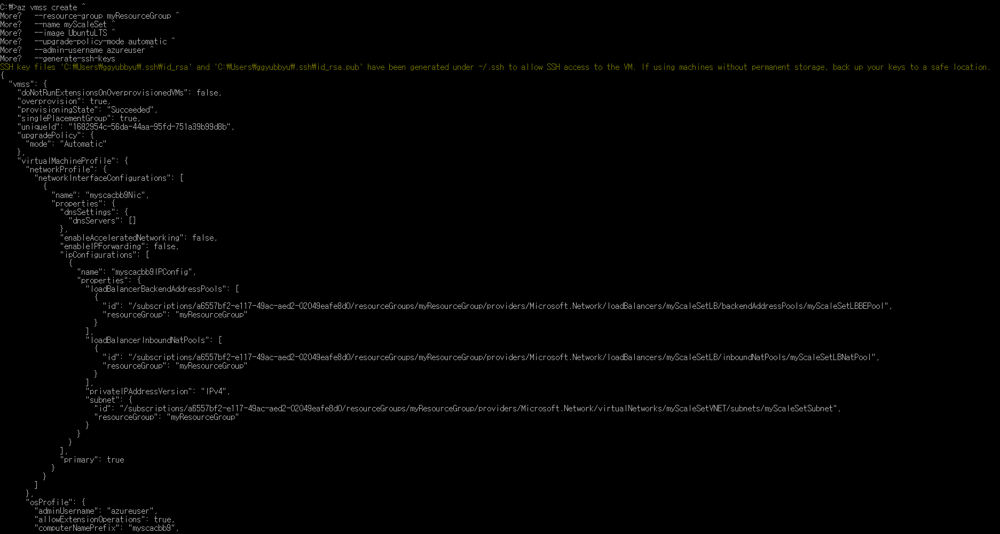 C:₩>az vmss create ^
More?   --resource-group myResourceGroup ^
More?   --name myScaleSet ^
More?   --image UbuntuLTS ^
More?   --upgrade-policy-mode automatic ^
More?   --admin-username azureuser ^
More?   --generate-ssh-keys
SSH key files 'C:₩Users₩ggyubbyu₩.ssh₩id_rsa' and 'C:₩Users₩ggyubbyu₩.ssh₩id_rsa.pub' have been generated under ~/.ssh to allow SSH access to the VM. If using machines without permanent storage, back up your keys to a safe location.
{
  "vmss": {
    "doNotRunExtensionsOnOverprovisionedVMs": false,
    "overprovision": true,
    "provisioningState": "Succeeded",
    "singlePlacementGroup": true,
    "uniqueId": "1682954c-56da-44aa-95fd-751a39b99d8b",
    "upgradePolicy": {
      "mode": "Automatic"
    },
    "virtualMachineProfile": {
      "networkProfile": {
        "networkInterfaceConfigurations": [
          {
            "name": "myscacbb9Nic",
            "properties": {
              "dnsSettings": {
                "dnsServers": []
              },
              "enableAcceleratedNetworking": false,
              "enableIPForwarding": false,
              "ipConfigurations": [
                {
                  "name": "myscacbb9IPConfig",
                  "properties": {
                    "loadBalancerBackendAddressPools": [
                      {
                        "id": "/subscriptions/a6557bf2-e117-49ac-aed2-02049eafe8d0/resourceGroups/myResourceGroup/providers/Microsoft.Network/loadBalancers/myScaleSetLB/backendAddressPools/myScaleSetLBBEPool",
                        "resourceGroup": "myResourceGroup"
                      }
                    ],
                    "loadBalancerInboundNatPools": [
                      {
                        "id": "/subscriptions/a6557bf2-e117-49ac-aed2-02049eafe8d0/resourceGroups/myResourceGroup/providers/Microsoft.Network/loadBalancers/myScaleSetLB/inboundNatPools/myScaleSetLBNatPool",
                        "resourceGroup": "myResourceGroup"
                      }
                    ],
                    "privateIPAddressVersion": "IPv4",
                    "subnet": {
                      "id": "/subscriptions/a6557bf2-e117-49ac-aed2-02049eafe8d0/resourceGroups/myResourceGroup/providers/Microsoft.Network/virtualNetworks/myScaleSetVNET/subnets/myScaleSetSubnet",
                      "resourceGroup": "myResourceGroup"
                    }
                  }
                }
              ],
              "primary": true
            }
          }
        ]
      },
      "osProfile": {
        "adminUsername": "azureuser",
        "allowExtensionOperations": true,
        "computerNamePrefix": "myscacbb9",